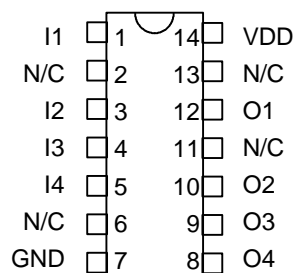 I1 1 14 VDD
N/C 2 13 N/C
I2 3 12 O1
I3 4 11 N/C
I4 5 10 O2
N/C 6 9 O3
GND 7 8 O4